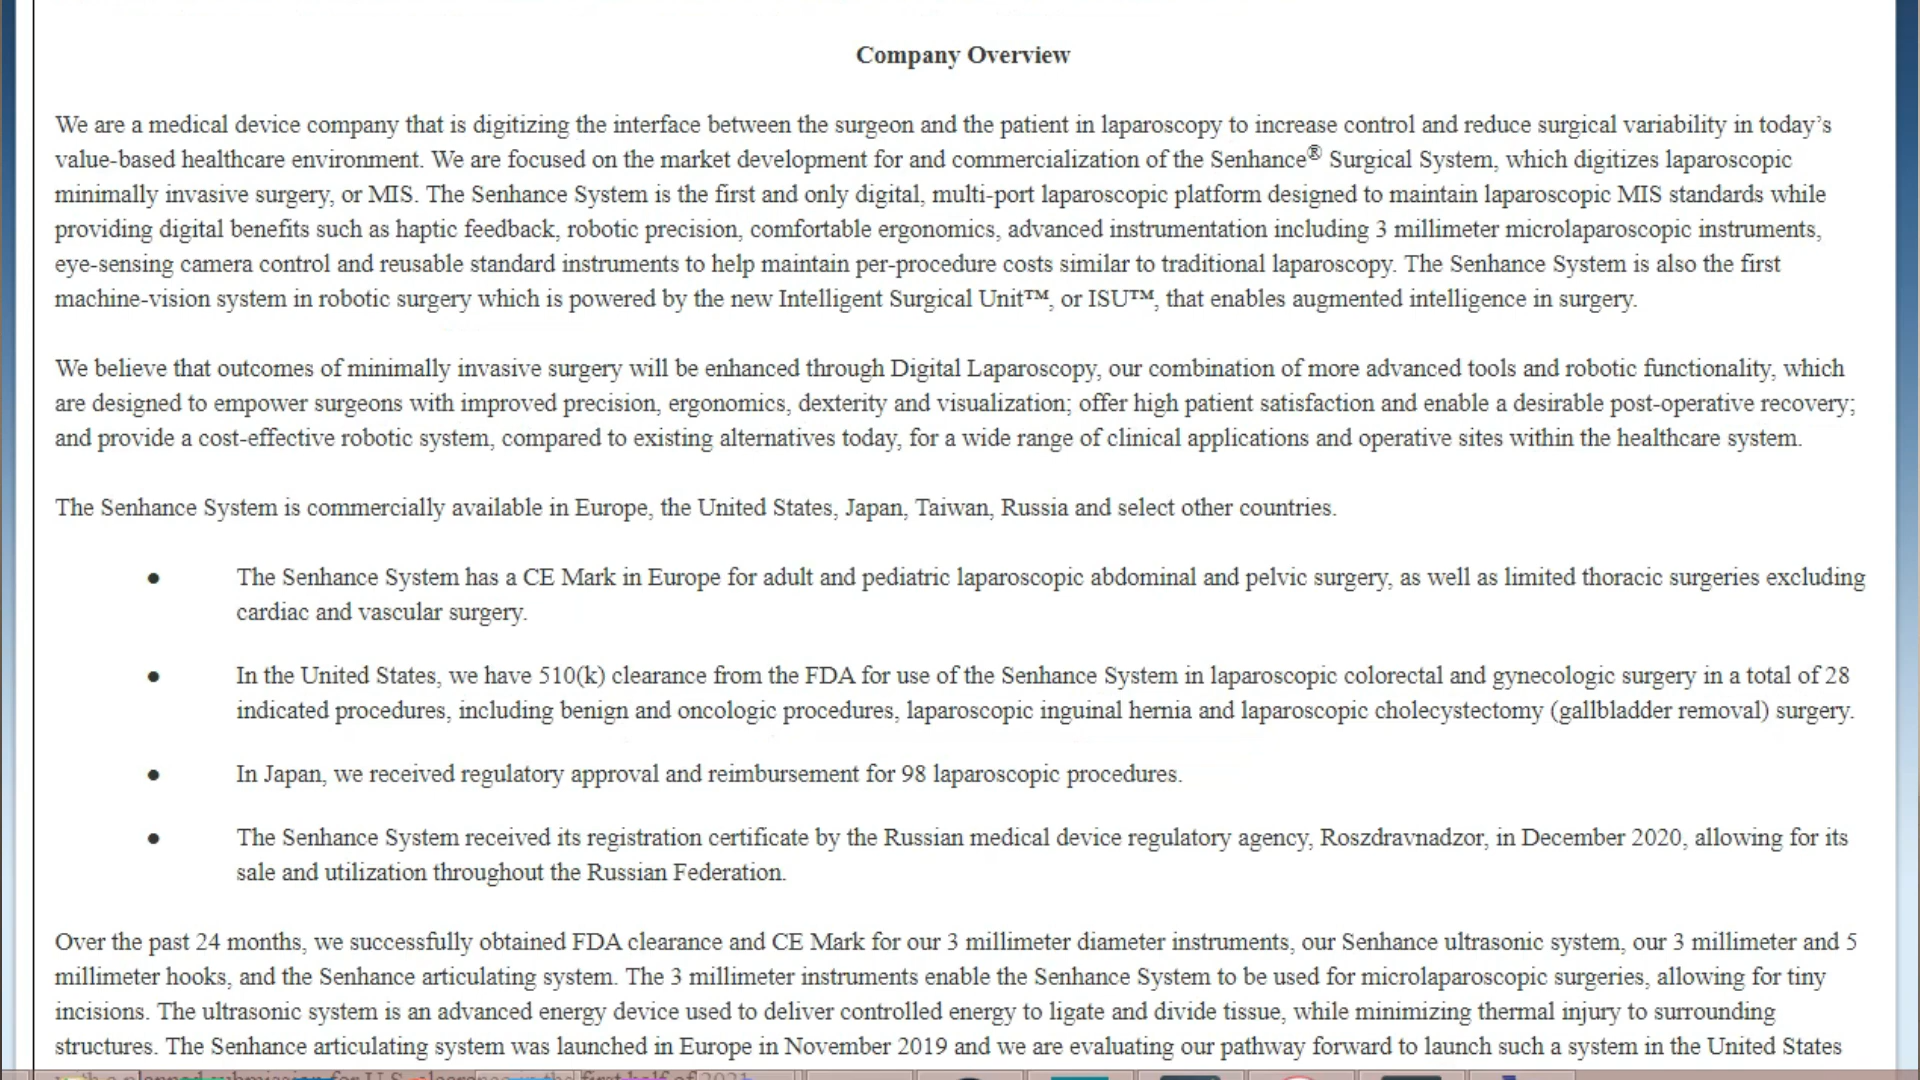 Company Overview
We are a medical device company that is digitizing the interface between the surgeon and the patient in laparoscopy to increase control and reduce surgical variability in today’s
value-based healthcare environment. We are focused on the market development for and commercialization of the Senhance® Surgical System, which digitizes laparoscopic
minimally invasive surgery, or MIS. The Senhance System is the first and only digital, multi-port laparoscopic platform designed to maintain laparoscopic MIS standards while
providing digital benefits such as haptic feedback, robotic precision, comfortable ergonomics, advanced instrumentation including 3 millimeter microlaparoscopic instruments,
eye-sensing camera control and reusable standard instruments to help maintain per-procedure costs similar to traditional laparoscopy. The Senhance System is also the first
machine-vision system in robotic surgery which is powered by the new Intelligent Surgical Unit™, or ISU™, that enables augmented intelligence in surgery.
We believe that outcomes of minimally invasive surgery will be enhanced through Digital Laparoscopy, our combination of more advanced tools and robotic functionality, which
are designed to empower surgeons with improved precision, ergonomics, dexterity and visualization; offer high patient satisfaction and enable a desirable post-operative recovery;
and provide a cost-effective robotic system, compared to existing alternatives today, for a wide range of clinical applications and operative sites within the healthcare system.
The Senhance System is commercially available in Europe, the United States, Japan, Taiwan, Russia and select other countries.
● The Senhance System has a CE Mark in Europe for adult and pediatric laparoscopic abdominal and pelvic surgery, as well as limited thoracic surgeries excluding
cardiac and vascular surgery.
● In the United States, we have 510(k) clearance from the FDA for use of the Senhance System in laparoscopic colorectal and gynecologic surgery in a total of 28
indicated procedures, including benign and oncologic procedures, laparoscopic inguinal hernia and laparoscopic cholecystectomy (gallbladder removal) surgery.
● In Japan, we received regulatory approval and reimbursement for 98 laparoscopic procedures.
● The Senhance System received its registration certificate by the Russian medical device regulatory agency, Roszdravnadzor, in December 2020, allowing for its
sale and utilization throughout the Russian Federation.
Over the past 24 months, we successfully obtained FDA clearance and CE Mark for our 3 millimeter diameter instruments, our Senhance ultrasonic system, our 3 millimeter and 5
millimeter hooks, and the Senhance articulating system. The 3 millimeter instruments enable the Senhance System to be used for microlaparoscopic surgeries, allowing for tiny
incisions. The ultrasonic system is an advanced energy device used to deliver controlled energy to ligate and divide tissue, while minimizing thermal injury to surrounding
structures. The Senhance articulating system was launched in Europe in November 2019 and we are evaluating our pathway forward to launch such a system in the United States